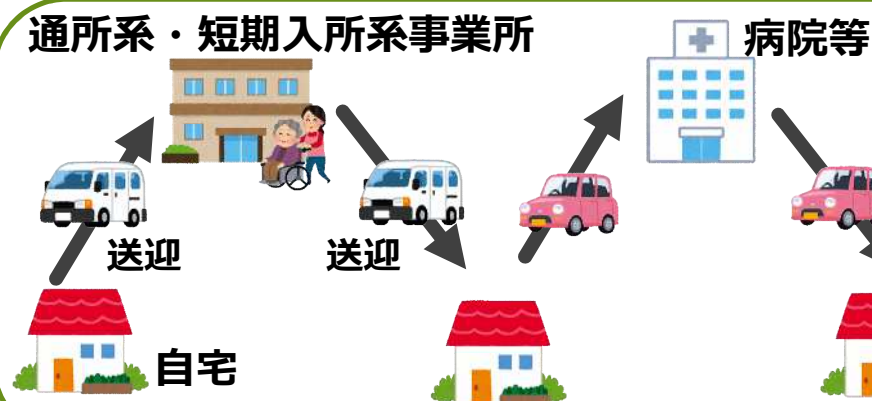 通所系・短期入所系事業所
病院等
送迎
送迎
自宅